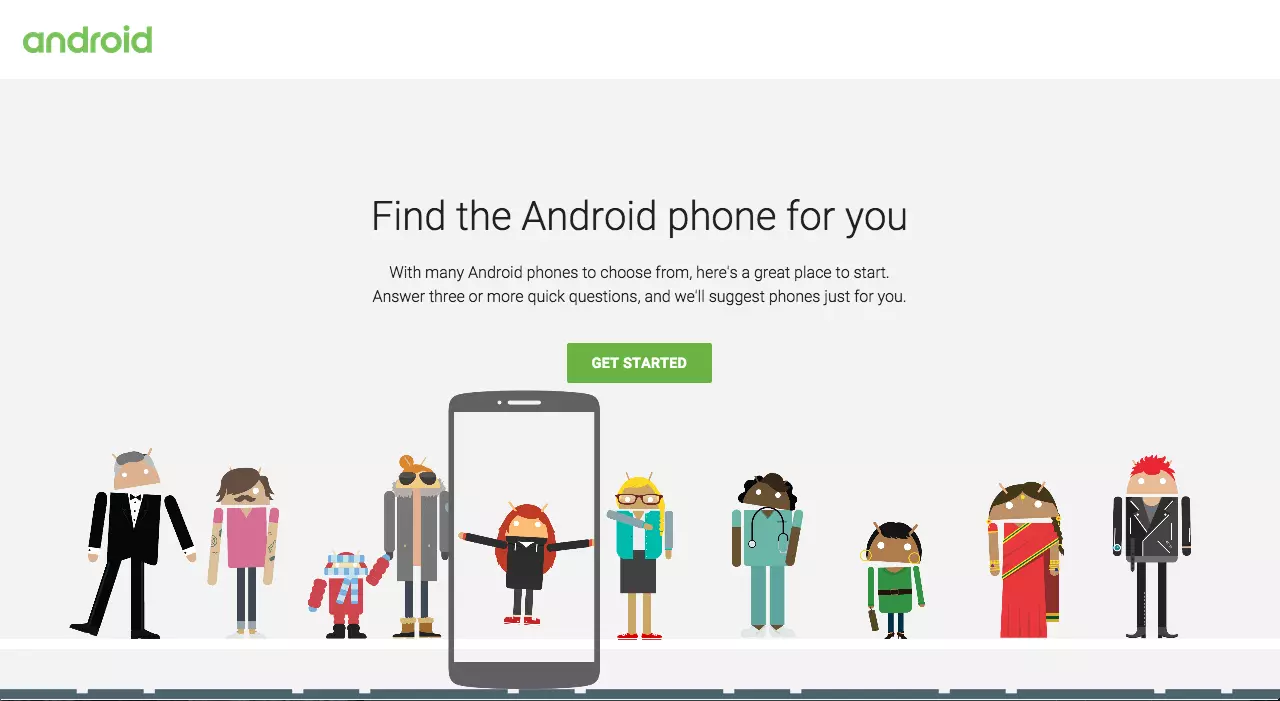 android
Find the Android phone for you
With many Android phones to choose from, here's a great place to start.
Answer three or more quick questions, and we'll suggest phones just for you.
GET STARTED